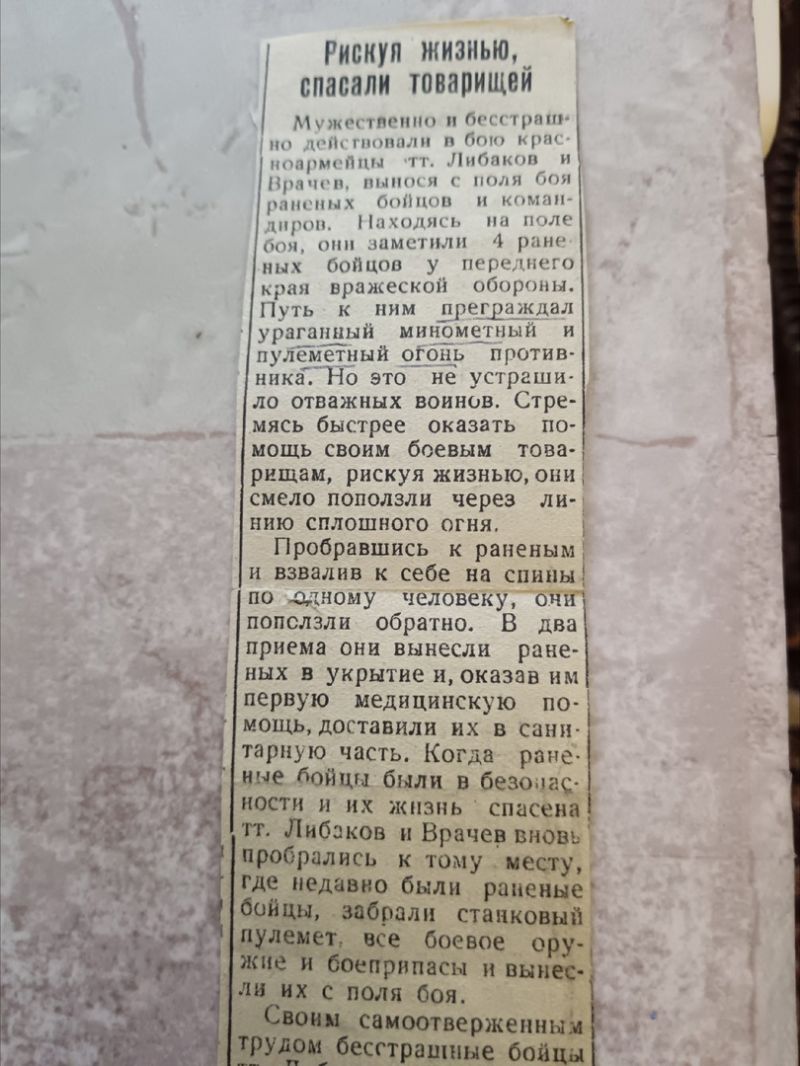 Рискуя жизнью,
спасали товарищей
Мужественно и бесстраш-
но действовали в бою крас-
ноармейцы тт. Либаков и
Врачев, вынося с поля боя
раненых бойцов и коман-
диров. Находясь на поле
боя, они заметили 4 ране-
ных бойцов у переднего
края вражеской обороны.
Путь к ним преграждал
ураганный минометный и
пулеметный огонь против-
ника. Но это не устраши-
ло отважных воинов. Стре-
мясь быстрее оказать по-
мощь своим боевым това-
рищам, рискуя жизнью, они
смело поползли через ли-
нию сплошного огня.
Пробравшись к раненым
и взвалив к себе на спины
по одному человеку, они
поползли обратно. В два
приема они вынесли ране-
ных в укрытие и, оказав им
первую медицинскую по-
мощь, доставили их в сани-
тарную часть. Когда ране-
ные бойцы были в безопас-
ности и их жизнь спасена
тт. Либаков и Врачев вновь
пробрались к тому месту,
где недавно были раненые
бойцы, забрали станковый
пулемет, все боевое ору-
жие и боеприпасы и вынес-
ли их с поля боя.
Своим самоотверженным
трудом бесстрашные бойцы